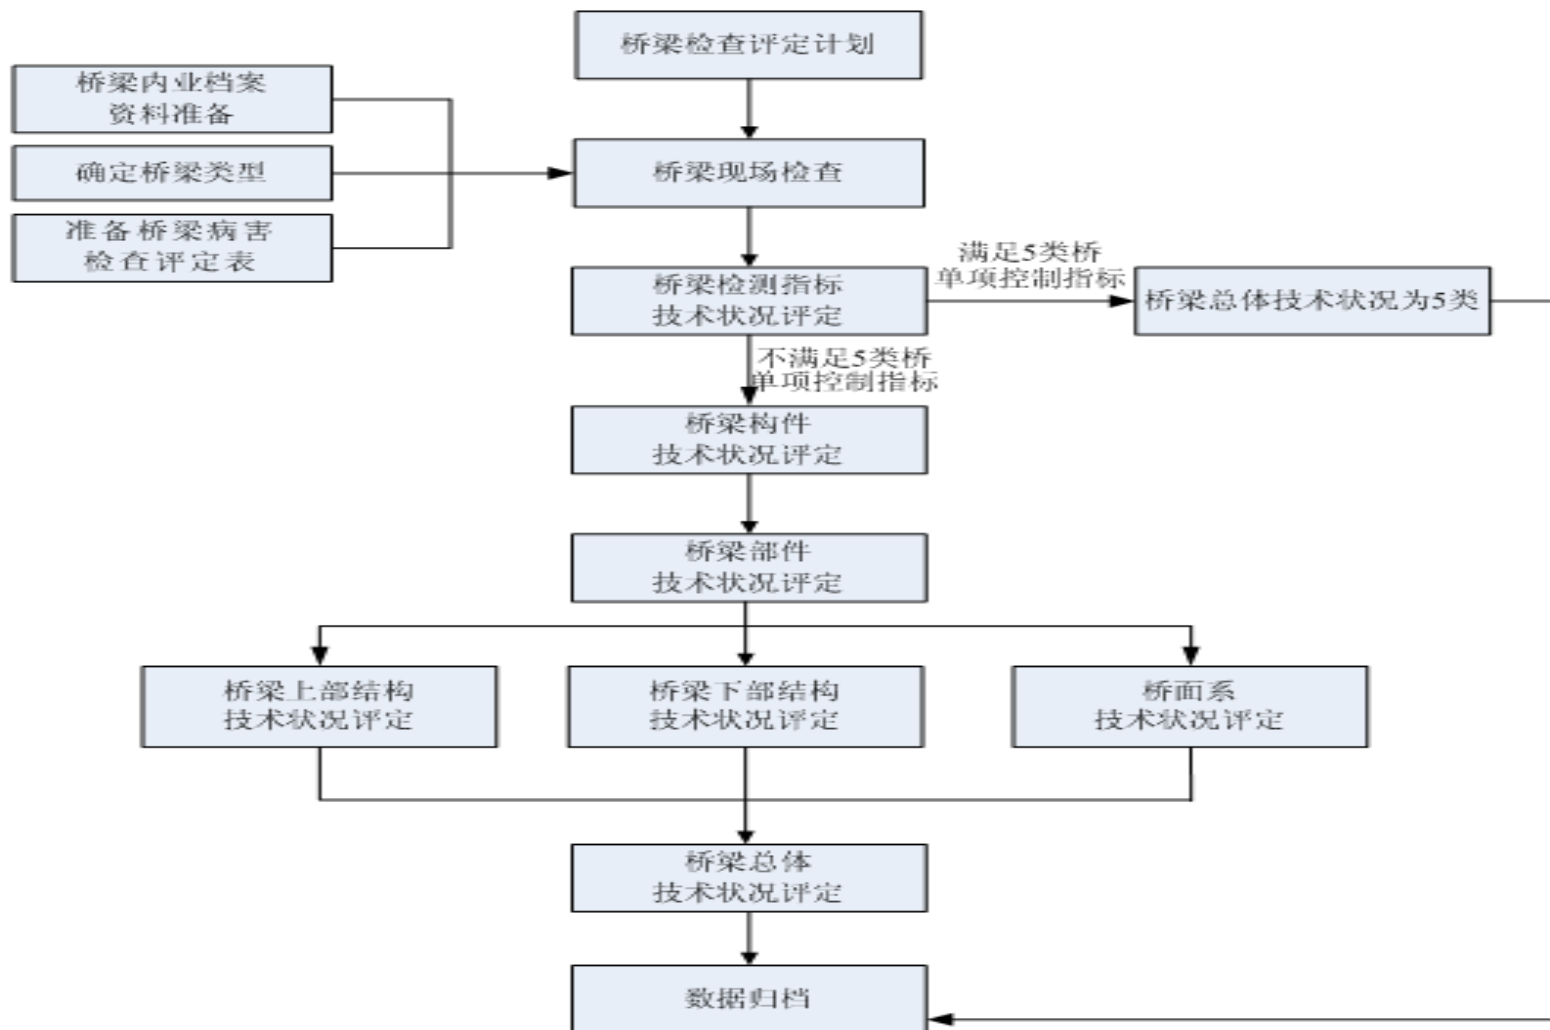 桥梁检查评定计划
桥梁内业档案
资料准备
确定桥梁类型
准备桥梁病害
检查评定表
桥梁现场检查
桥梁检测指标
技术状况评定
满足5类桥
单项控制指标
桥梁总体技术状况为5类
不满足5类桥
单项控制指标
桥梁构件
技术状况评定
桥梁部件
技术状况评定
桥梁上部结构
技术状况评定
桥梁下部结构
技术状况评定
桥面系
技术状况评定
桥梁总体
技术状况评定
数据归档